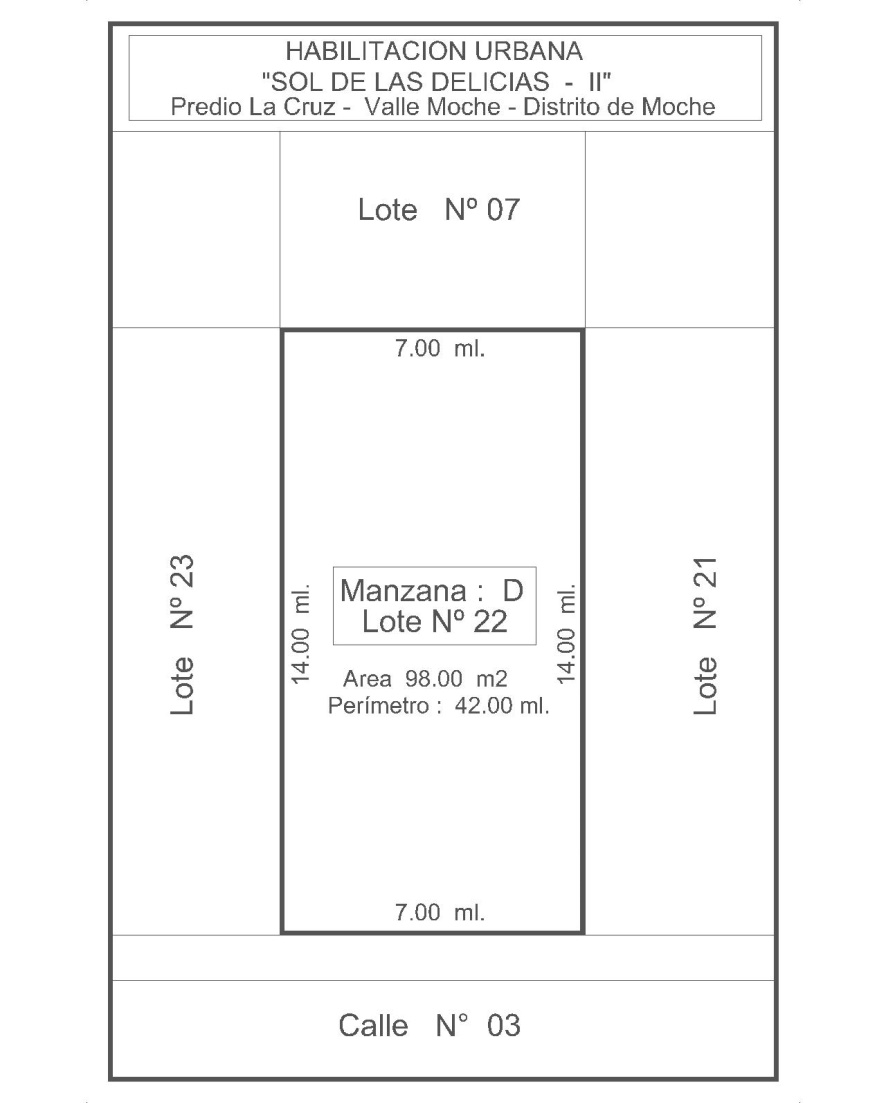 HABILITACION URBANA
"SOL DE LAS DELICIAS - II"
Predio La Cruz - Valle Moche - Distrito de Moche
Lote Nº 07
7.00 ml.
Lote Nº 23
14.00 ml.
Manzana : D
Lote Nº 22
Area 98.00 m2
Perímetro : 42.00 ml.
14.00 ml.
Lote Nº 21
7.00 ml.
Calle N° 03